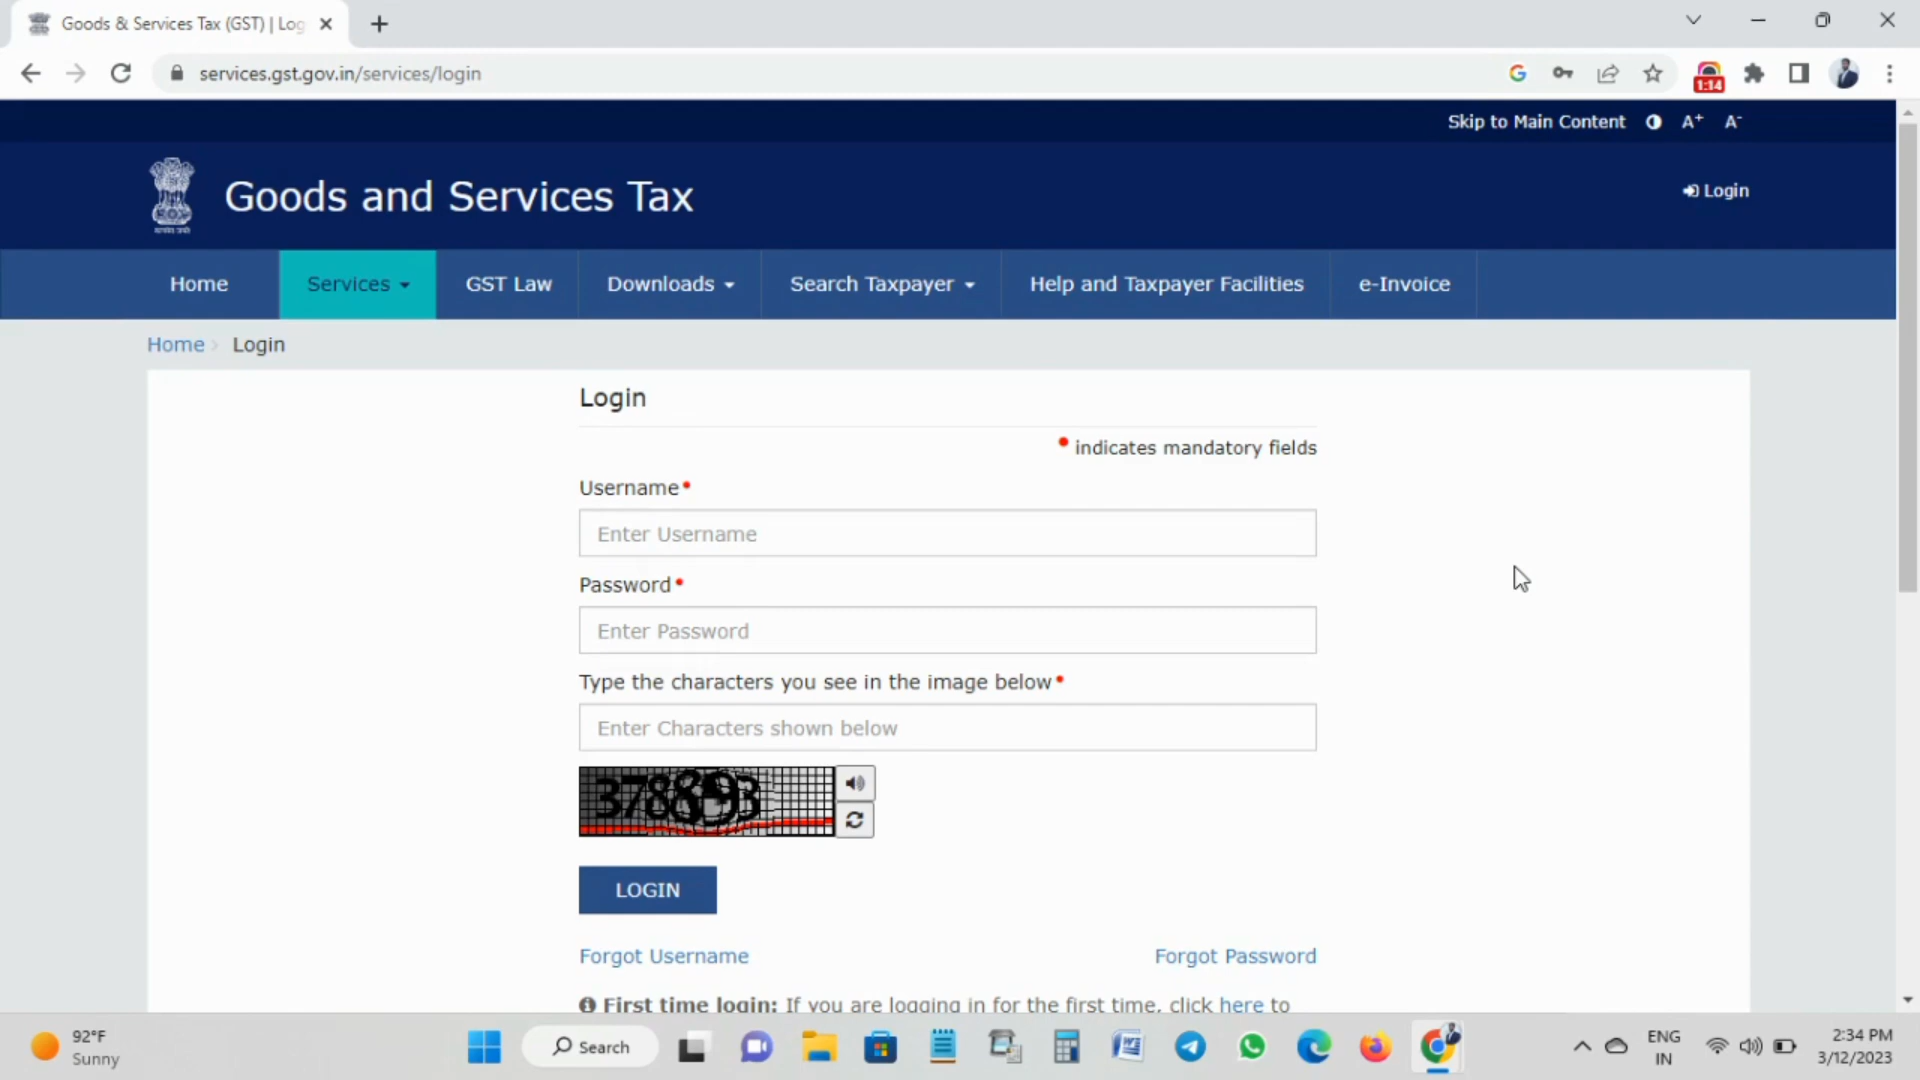 Goods & Services Tax (GST) | Log
services.gst.gov.in/services/login
1:14
Skip to Main Content A+ A-
Goods and Services Tax
Login
Home Services GST Law Downloads Search Taxpayer Help and Taxpayer Facilities e-Invoice
Home Login
Login
indicates mandatory fields
Username
Enter Username
Password
Enter Password
Type the characters you see in the image below
Enter Characters shown below
378893
LOGIN
Forgot Username Forgot Password
First time login: If you are logging in for the first time, click here to
92°F
Sunny
Search
ENG
IN
2:34 PM
3/12/2023